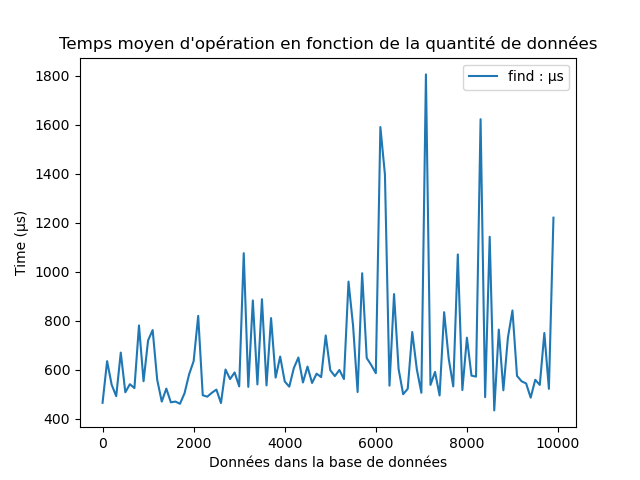 Temps moyen d'opération en fonction de la quantité de données
find : µs
1800
1600
1400
1200
1000
800
600
400
Time (µs)
0 2000 4000 6000 8000 10000
Données dans la base de données